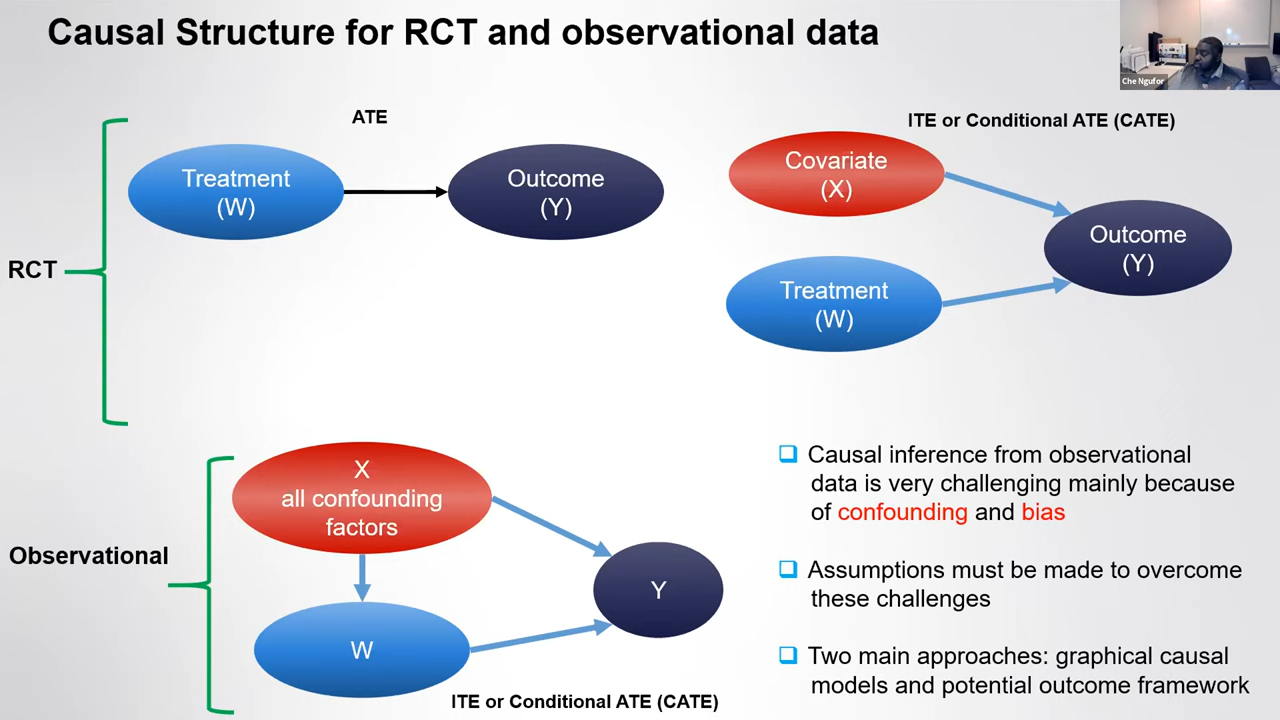 Causal Structure for RCT and observational data
Che Ngufor
ATE
Treatment
(W)
Outcome
(Y)
ITE or Conditional ATE (CATE)
Covariate
(X)
Treatment
(W)
Outcome
(Y)
RCT
Observational
X
all confounding
factors
W
Y
ITE or Conditional ATE (CATE)
Causal inference from observational
data is very challenging mainly because
of confounding and bias
Assumptions must be made to overcome
these challenges
Two main approaches: graphical causal
models and potential outcome framework